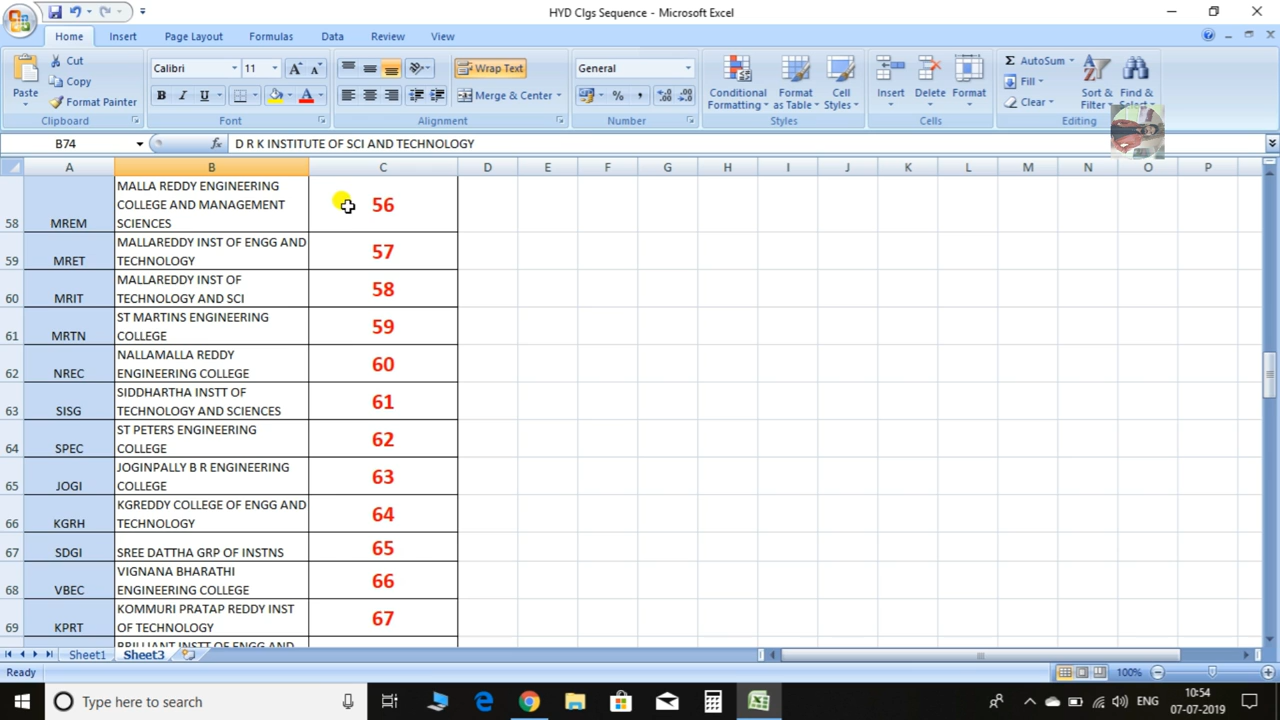 HYD Clgs Sequence - Microsoft Excel
Home Insert Page Layout Formulas Data Review View
Paste
Cut
Copy
Format Painter
Clipboard
Calibri 11
B I U
Font
Wrap Text
Merge & Center
Alignment
General
% ,
Number
Conditional Formatting
Format as Table
Cell Styles
Styles
Insert Delete Format
Cells
Σ AutoSum
Fill
Clear
Sort & Filter
Find & Select
Editing
B74 fx D R K INSTITUTE OF SCI AND TECHNOLOGY
A B C D E F G H I J K L M N O P
MALLA REDDY ENGINEERING
COLLEGE AND MANAGEMENT 56
58 MREM SCIENCES
MALLAREDDY INST OF ENGG AND 57
59 MRET TECHNOLOGY
MALLAREDDY INST OF 58
60 MRIT TECHNOLOGY AND SCI
ST MARTINS ENGINEERING 59
61 MRTN COLLEGE
NALLAMALLA REDDY 60
62 NREC ENGINEERING COLLEGE
SIDDHARTHA INSTT OF 61
63 SISG TECHNOLOGY AND SCIENCES
ST PETERS ENGINEERING 62
64 SPEC COLLEGE
JOGINPALLY B R ENGINEERING 63
65 JOGI COLLEGE
KGREDDY COLLEGE OF ENGG AND 64
66 KGRH TECHNOLOGY
67 SDGI SREE DATTHA GRP OF INSTNS 65
VIGNANA BHARATHI 66
68 VBEC ENGINEERING COLLEGE
KOMMURI PRATAP REDDY INST 67
69 KPRT OF TECHNOLOGY
BRILLIANT INSTT OF ENGG AND
Sheet1 Sheet3
Ready 100%
Type here to search
ENG
10:54
07-07-2019